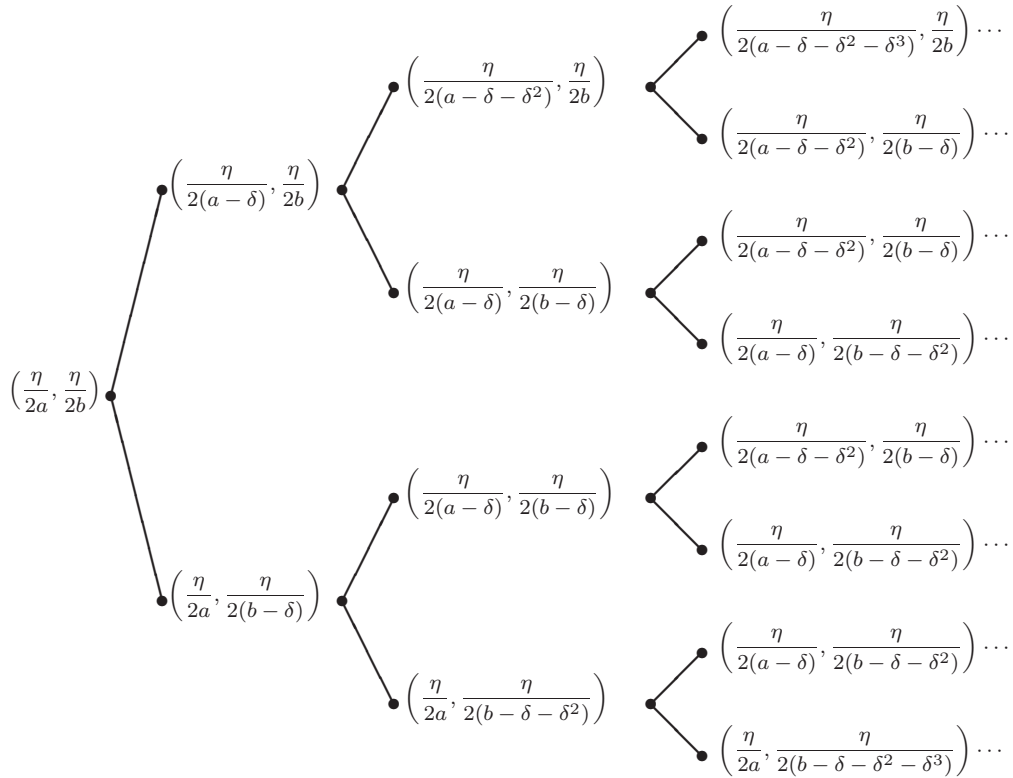 (η/2a, η/2b)
(η/2(a − δ), η/2b)
(η/2a, η/2(b − δ))
(η/2(a − δ − δ²), η/2b)
(η/2(a − δ), η/2(b − δ))
(η/2(a − δ), η/2(b − δ))
(η/2a, η/2(b − δ − δ²))
(η/2(a − δ − δ² − δ³), η/2b) ···
(η/2(a − δ − δ²), η/2(b − δ)) ···
(η/2(a − δ − δ²), η/2(b − δ)) ···
(η/2(a − δ), η/2(b − δ − δ²)) ···
(η/2(a − δ − δ²), η/2(b − δ)) ···
(η/2(a − δ), η/2(b − δ − δ²)) ···
(η/2(a − δ), η/2(b − δ − δ²)) ···
(η/2a, η/2(b − δ − δ² − δ³)) ···